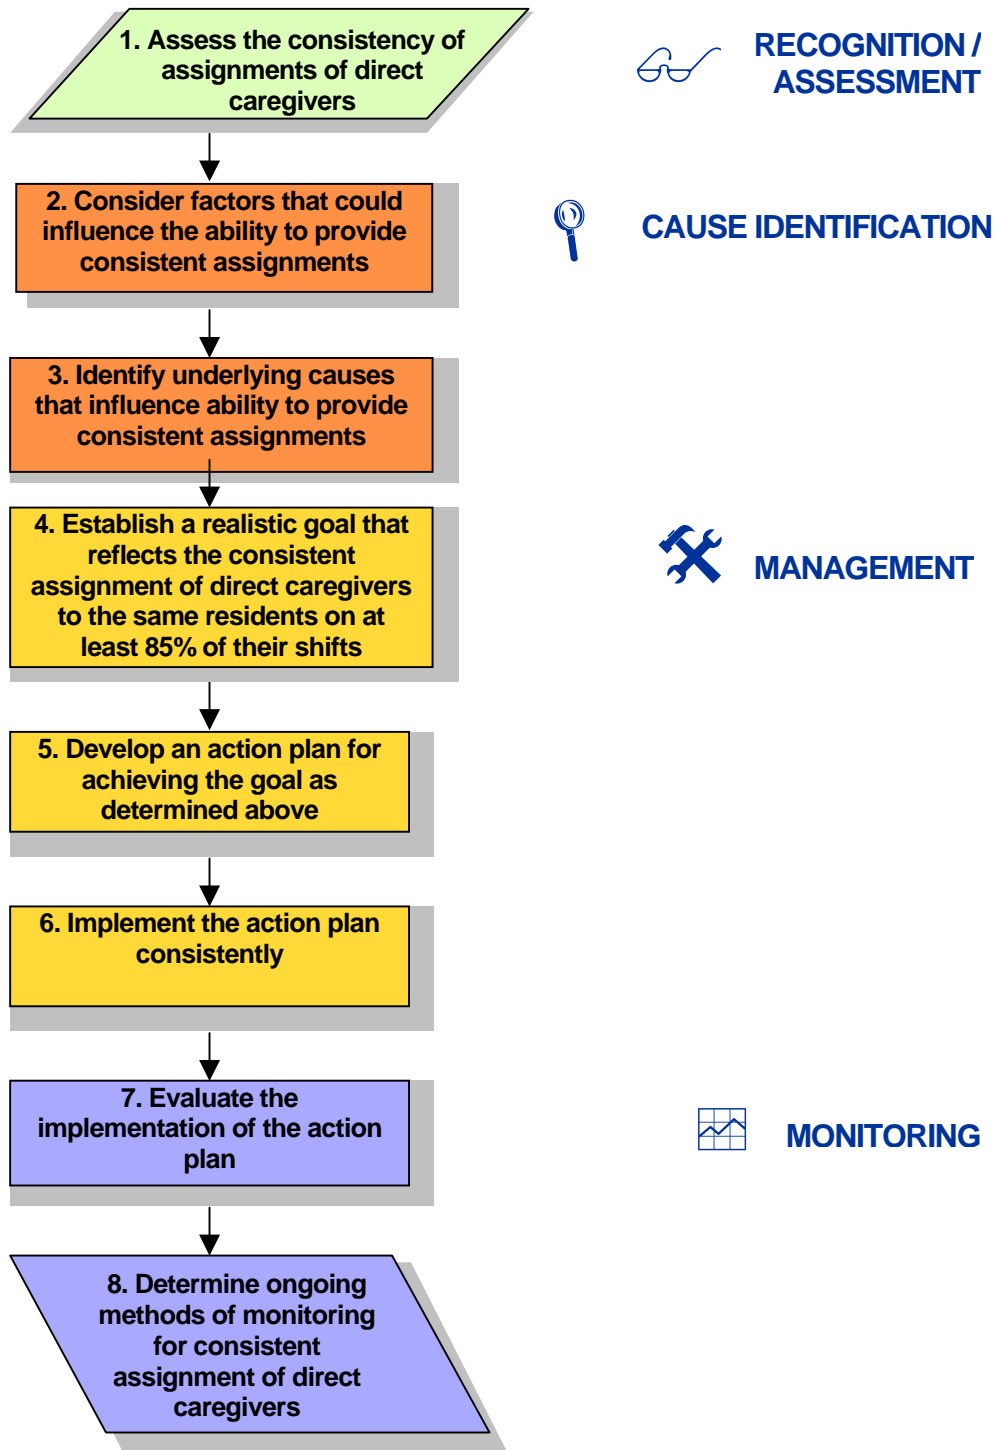 1. Assess the consistency of
assignments of direct
caregivers
RECOGNITION /
ASSESSMENT
2. Consider factors that could
influence the ability to provide
consistent assignments
CAUSE IDENTIFICATION
3. Identify underlying causes
that influence ability to provide
consistent assignments
4. Establish a realistic goal that
reflects the consistent
assignment of direct caregivers
to the same residents on at
least 85% of their shifts
MANAGEMENT
5. Develop an action plan for
achieving the goal as
determined above
6. Implement the action plan
consistently
7. Evaluate the
implementation of the action
plan
MONITORING
8. Determine ongoing
methods of monitoring
for consistent
assignment of direct
caregivers